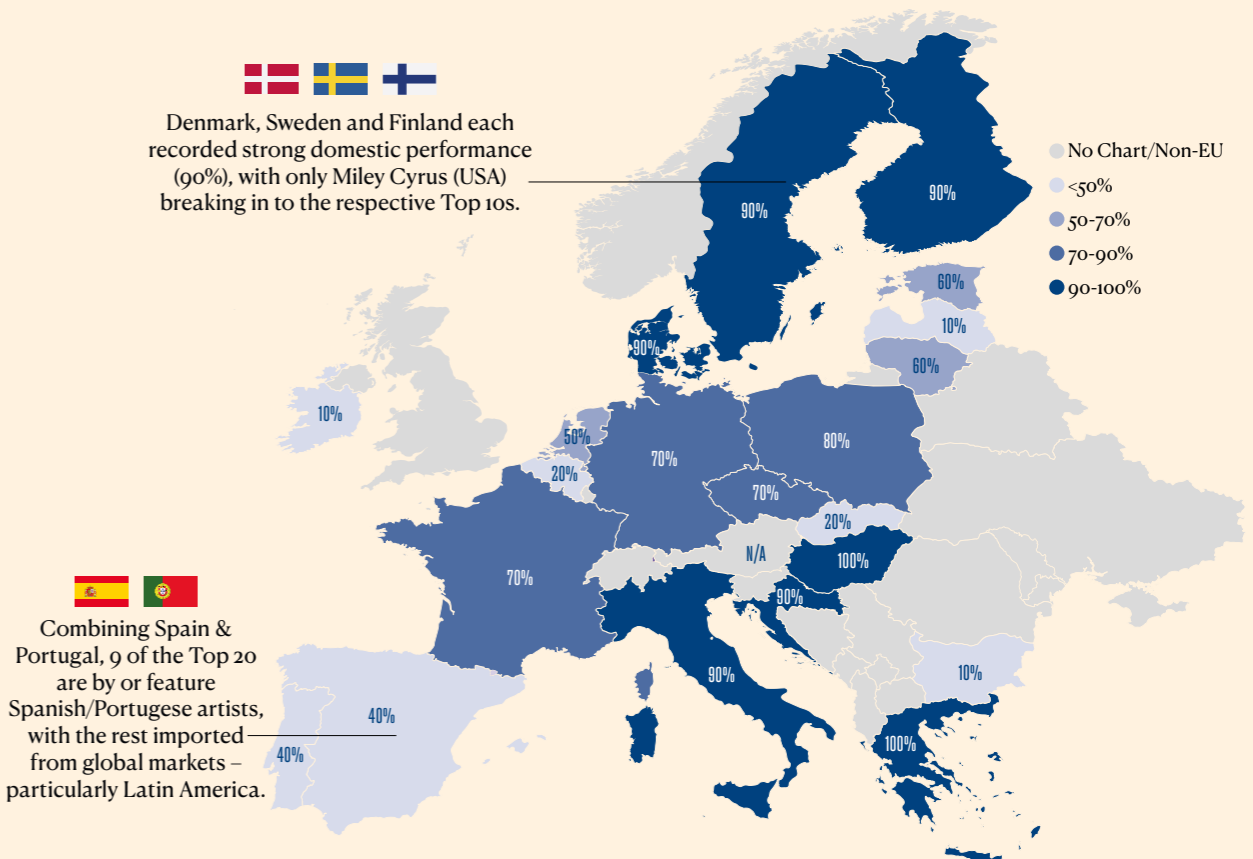 Denmark, Sweden and Finland each
recorded strong domestic performance
(90%), with only Miley Cyrus (USA)
breaking in to the respective Top 10s.
No Chart/Non-EU
<50%
50-70%
70-90%
90-100%
90%
90%
60%
10%
90%
60%
10%
50%
80%
70%
20%
70%
20%
N/A
100%
70%
90%
90%
10%
Combining Spain &
Portugal, 9 of the Top 20
are by or feature
Spanish/Portugese artists,
with the rest imported
from global markets –
particularly Latin America.
40%
40%
100%